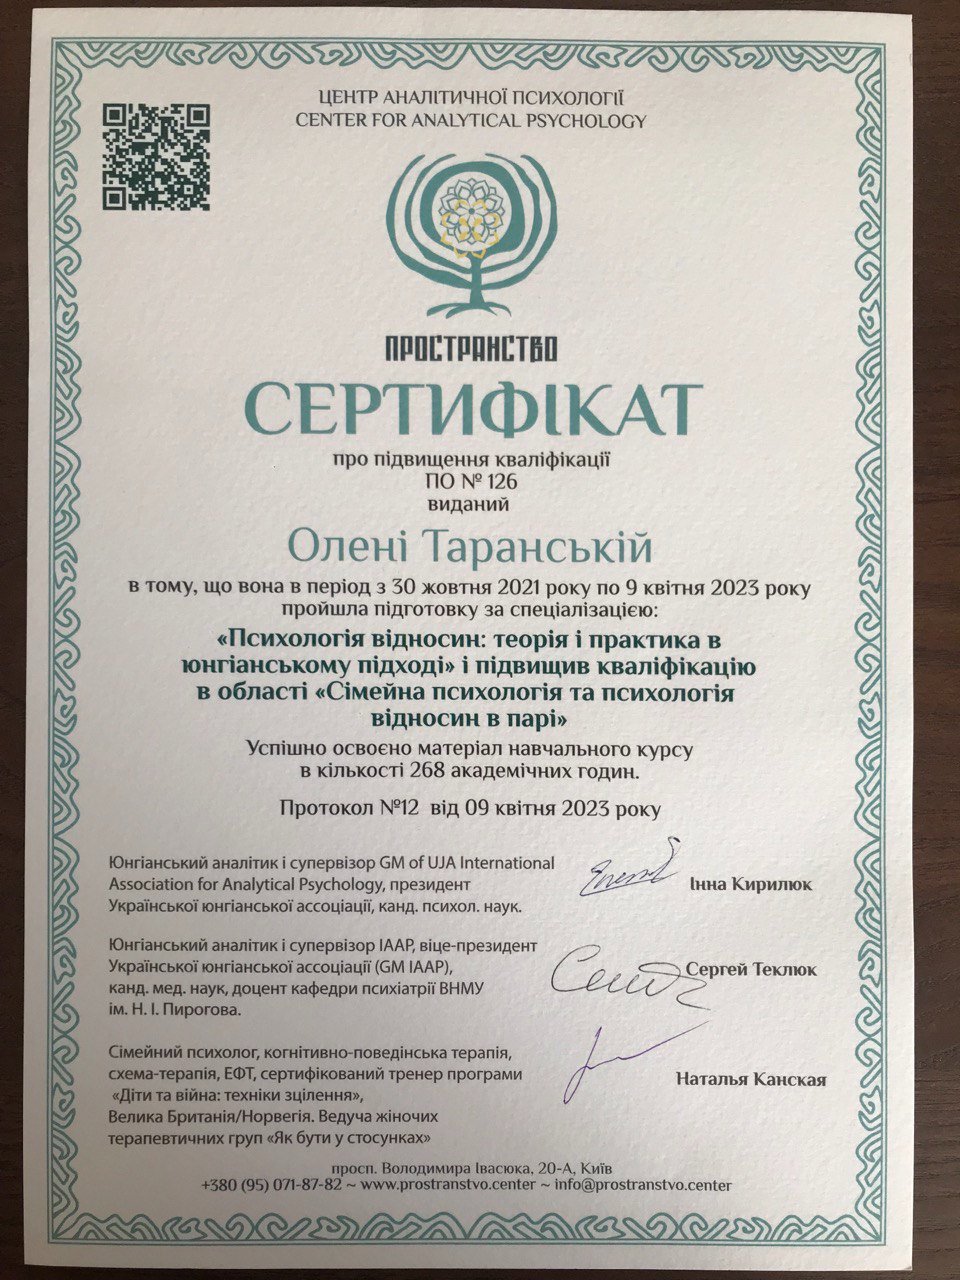 ЦЕНТР АНАЛІТИЧНОЇ ПСИХОЛОГІЇ
CENTER FOR ANALYTICAL PSYCHOLOGY
ПРОСТРАНСТВО
СЕРТИФІКАТ
про підвищення кваліфікації
ПО № 126
виданий
Олені Таранській
в тому, що вона в період з 30 жовтня 2021 року по 9 квітня 2023 року
пройшла підготовку за спеціалізацією:
«Психологія відносин: теорія і практика в
юнгіанському підході» і підвищив кваліфікацію
в області «Сімейна психологія та психологія
відносин в парі»
Успішно освоєно матеріал навчального курсу
в кількості 268 академічних годин.
Протокол №12 від 09 квітня 2023 року
Юнгіанський аналітик і супервізор GM of UJA International
Association for Analytical Psychology, президент
Української юнгіанської ассоціації, канд. психол. наук.
Інна Кирилюк
Юнгіанський аналітик і супервізор IAAP, віце-президент
Української юнгіанської ассоціації (GM IAAP),
канд. мед. наук, доцент кафедри психіатрії ВНМУ
ім. Н. І. Пирогова.
Сергей Теклюк
Сімейний психолог, когнітивно-поведінська терапія,
схема-терапія, ЕФТ, сертифікований тренер програми
«Діти та війна: техніки зцілення»,
Велика Британія/Норвегія. Ведуча жіночих
терапевтичних груп «Як бути у стосунках»
Наталья Канская
просп. Володимира Івасюка, 20-А, Київ
+380 (95) 071-87-82 ~ www.prostranstvo.center ~ info@prostranstvo.center